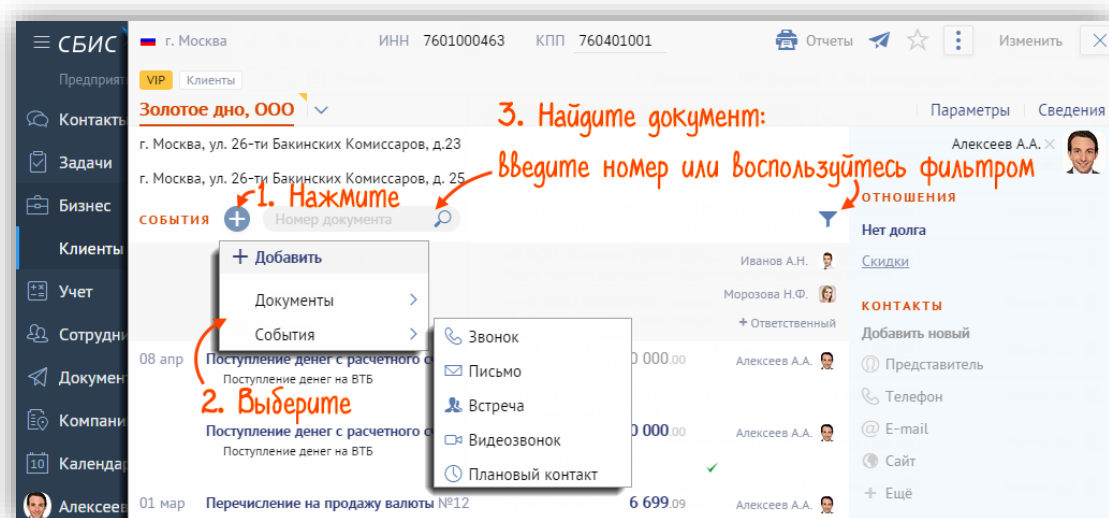 СБИС
г. Москва ИНН 7601000463 КПП 760401001 Отчеты Изменить
Предприят
VIP Клиенты
Контакты
Золотое дно, ООО
3. Найдите документ:
Параметры Сведения
г. Москва, ул. 26-ти Бакинских Комиссаров, д.23
введите номер или воспользуйтесь фильтром
Алексеев А.А.
Задачи
г. Москва, ул. 26-ти Бакинских Комиссаров, д. 25
1. Нажмите
ОТНОШЕНИЯ
Бизнес
СОБЫТИЯ Номер документа
Нет долга
Клиенты
+ Добавить
Иванов А.Н.
Скидки
Учет
Документы
Морозова Н.Ф.
КОНТАКТЫ
События
+ Ответственный
Добавить новый
Сотрудни
Звонок
08 апр Поступление денег с расчетного с 0 000.00 Алексеев А.А.
Представитель
Документ
Поступление денег на ВТБ
Письмо
2. Выберите
Телефон
Компани
Встреча
Поступление денег с расчетного с 0 000.00 Алексеев А.А.
E-mail
Поступление денег на ВТБ
Видеозвонок
10 Календар
Сайт
Плановый контакт
+ Ещё
Алексеев
01 мар Перечисление на продажу валюты №12 6 699.09 Алексеев А.А.